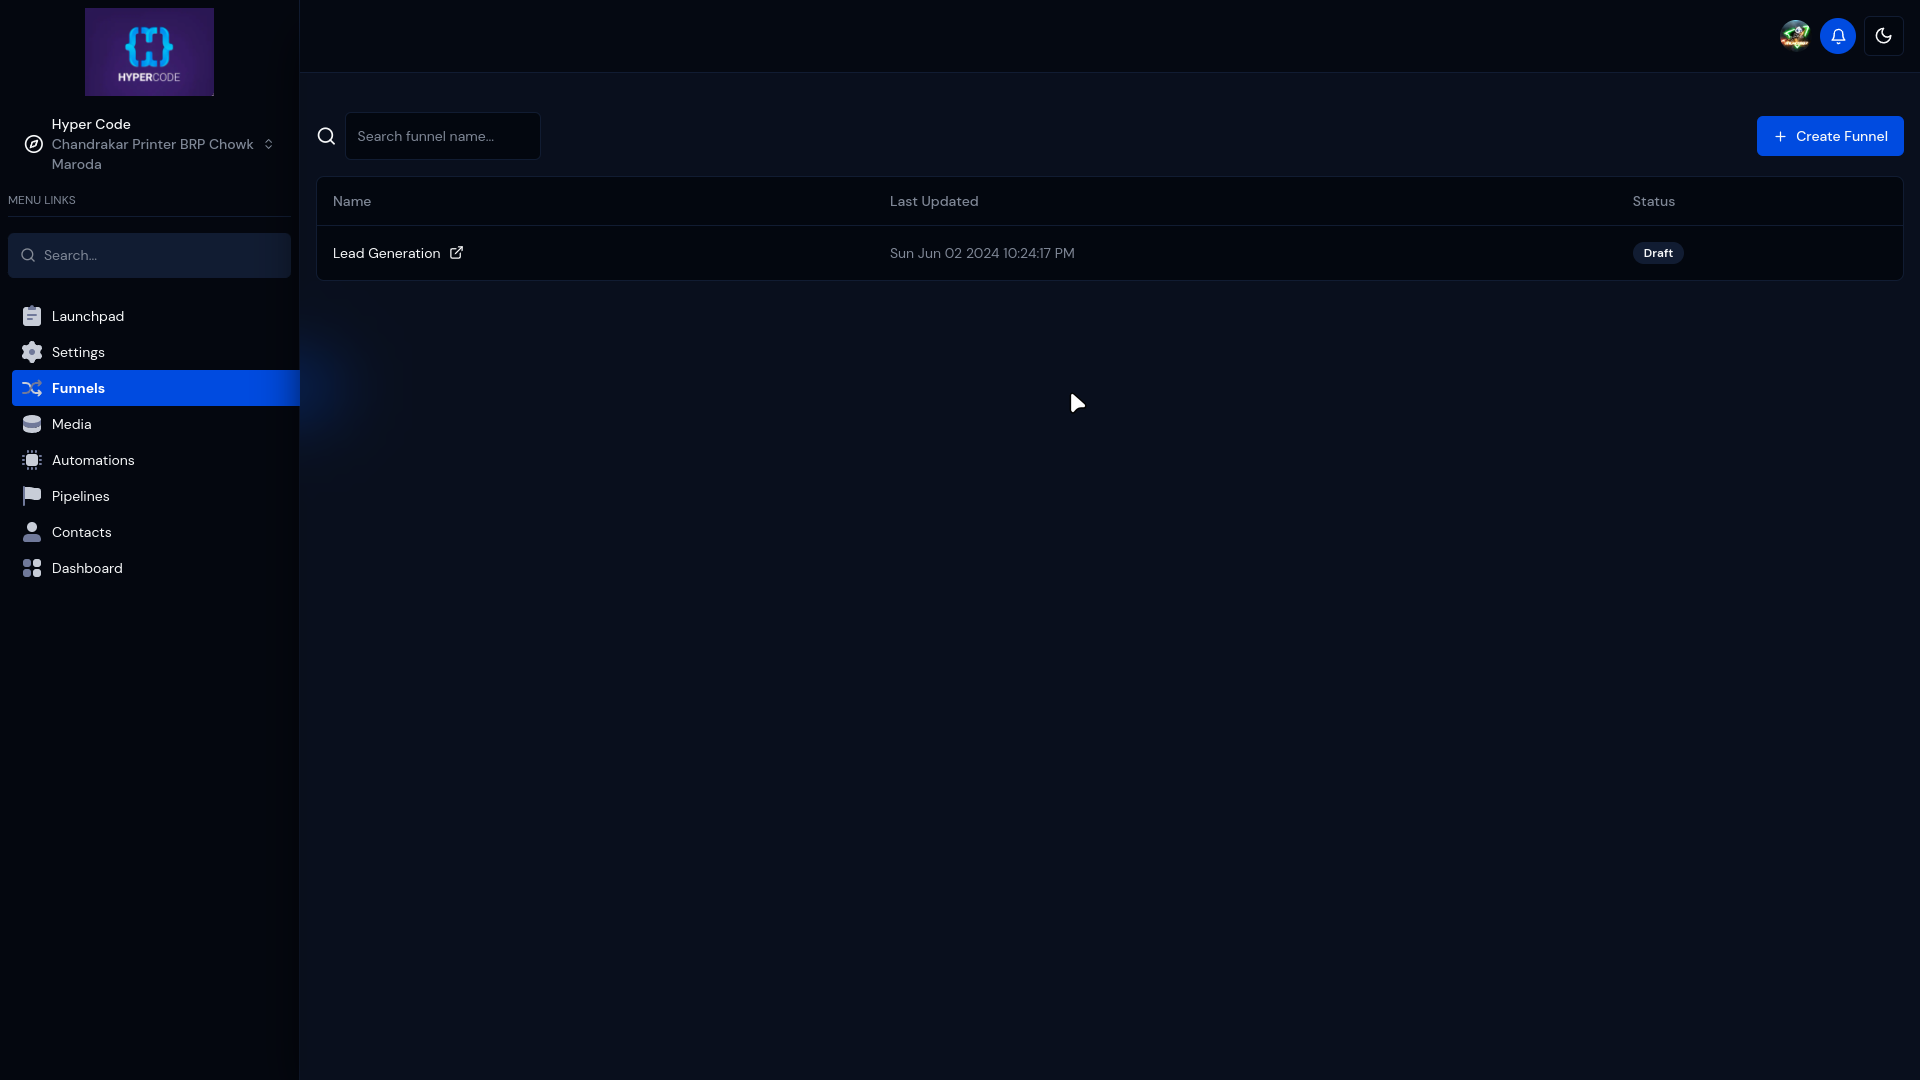 HYPERCODE
Hyper Code
Chandrakar Printer BRP Chowk
Maroda
MENU LINKS
Search...
Launchpad
Settings
Funnels
Media
Automations
Pipelines
Contacts
Dashboard
Search funnel name...
Create Funnel
Name Last Updated Status
Lead Generation Sun Jun 02 2024 10:24:17 PM Draft